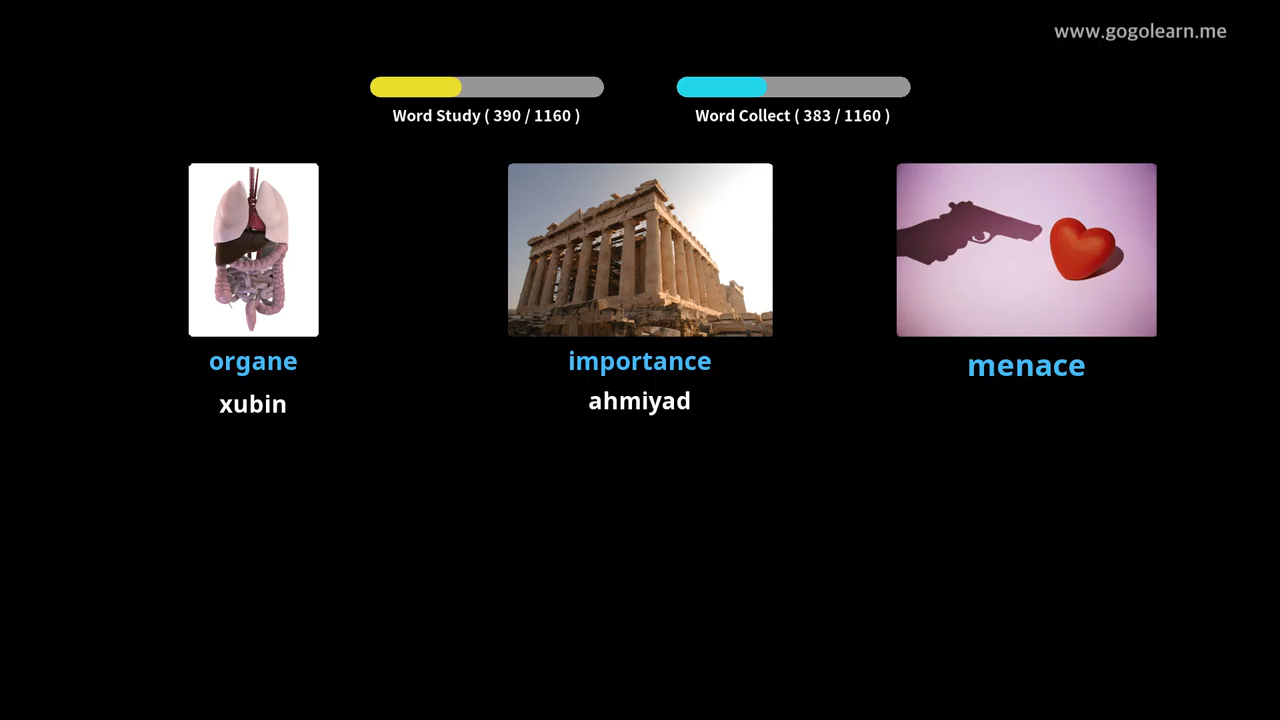 www.gogolearn.me
Word Study ( 390 / 1160 )
Word Collect ( 383 / 1160 )
organe
importance
menace
xubin
ahmiyad